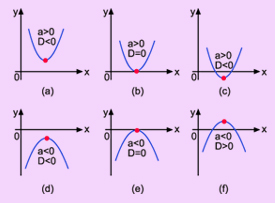 y y y
a>0 a>0 a>0
D<0 D=0 D<0
0 x 0 x 0 x
(a) (b) (c)
y y y
0 x 0 x 0 x
a<0 a<0 a<0
D<0 D=0 D>0
(d) (e) (f)